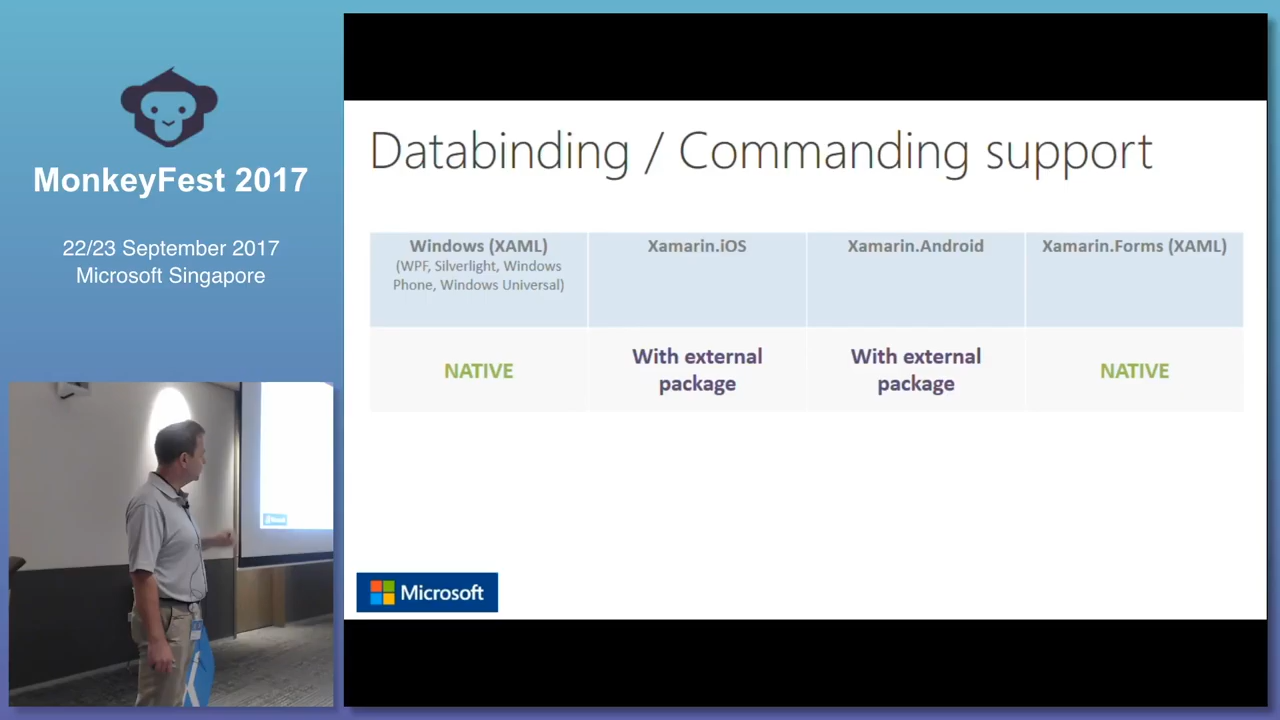 MonkeyFest 2017
22/23 September 2017
Microsoft Singapore
Databinding / Commanding support
Windows (XAML)
(WPF, Silverlight, Windows
Phone, Windows Universal)
Xamarin.iOS
Xamarin.Android
Xamarin.Forms (XAML)
NATIVE
With external
package
With external
package
NATIVE
Microsoft